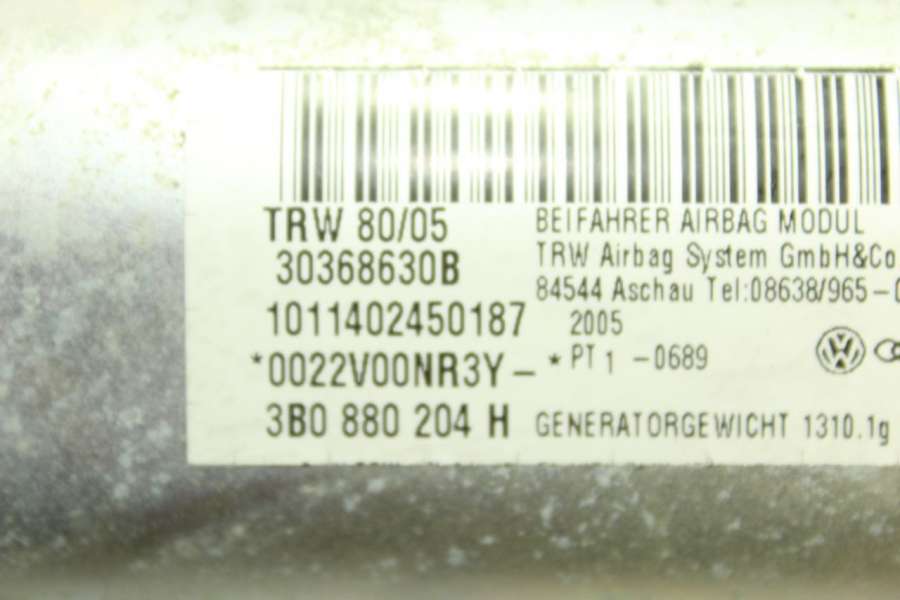 TRW 80/05
30368630B
1011402450187
*0022V00NR3Y-*
3B0 880 204 H
BEIFAHRER AIRBAG MODUL
TRW Airbag System GmbH&Co
84544 Aschau Tel:08638/965-
2005
PT 1 -0689
GENERATORGEWICHT 1310.1g